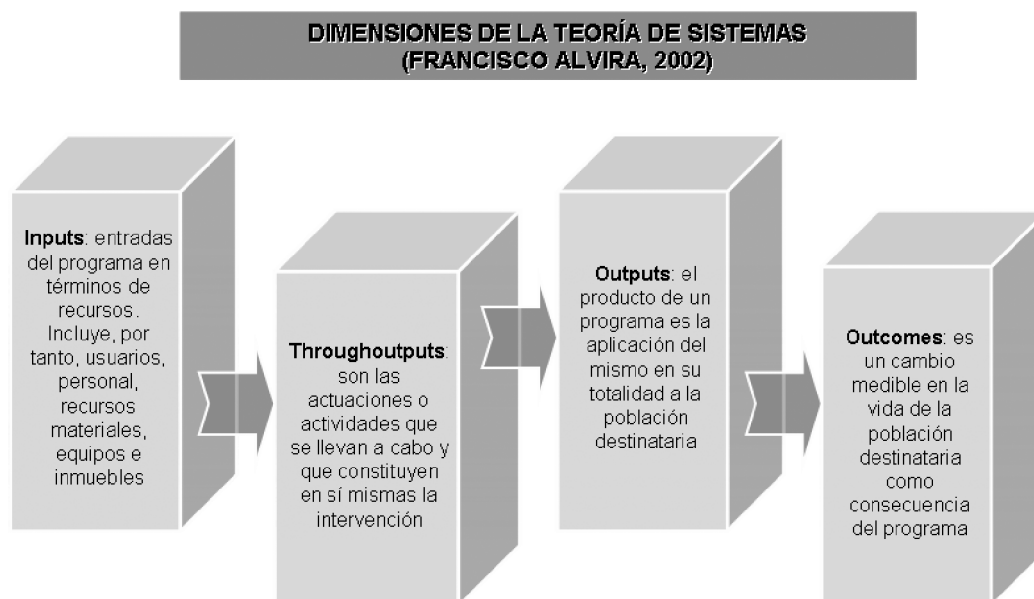 DIMENSIONES DE LA TEORÍA DE SISTEMAS
(FRANCISCO ALVIRA, 2002)
Inputs: entradas
del programa en
términos de
recursos.
Incluye, por
tanto, usuarios,
personal,
recursos
materiales,
equipos e
inmuebles
Throughoutputs:
son las
actuaciones o
actividades que
se llevan a cabo y
que constituyen
en sí mismas la
intervención
Outputs: el
producto de un
programa es la
aplicación del
mismo en su
totalidad a la
población
destinataria
Outcomes: es
un cambio
medible en la
vida de la
población
destinataria
como
consecuencia
del programa